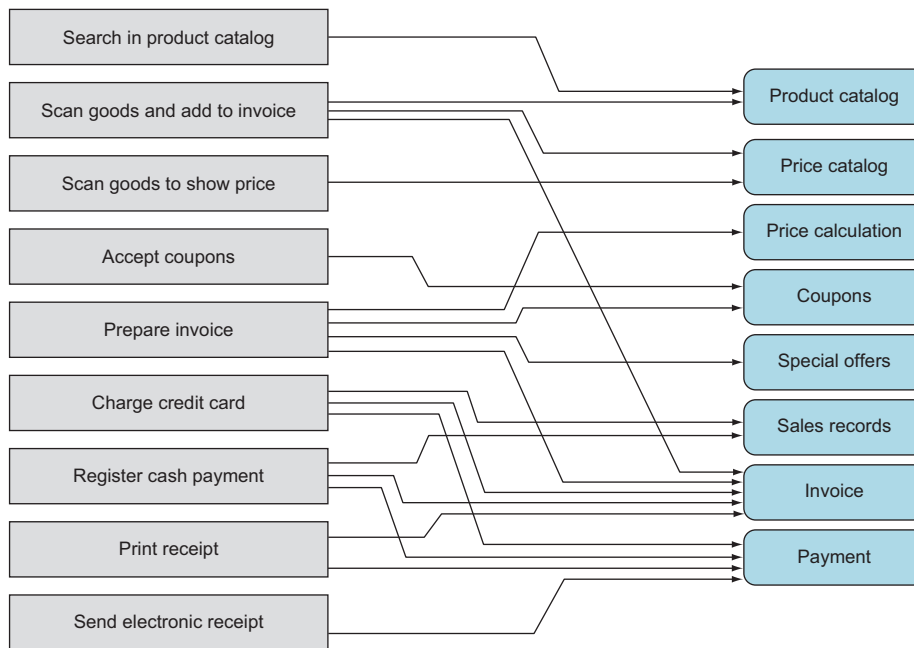 Search in product catalog
Scan goods and add to invoice
Scan goods to show price
Accept coupons
Prepare invoice
Charge credit card
Register cash payment
Print receipt
Send electronic receipt
Product catalog
Price catalog
Price calculation
Coupons
Special offers
Sales records
Invoice
Payment